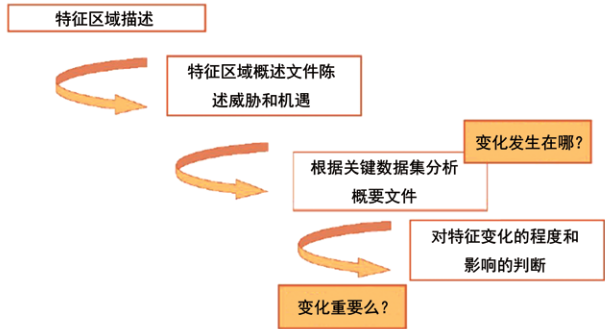 特征区域描述
特征区域概述文件陈
述威胁和机遇
变化发生在哪？
根据关键数据集分析
概要文件
对特征变化的程度和
影响的判断
变化重要么？